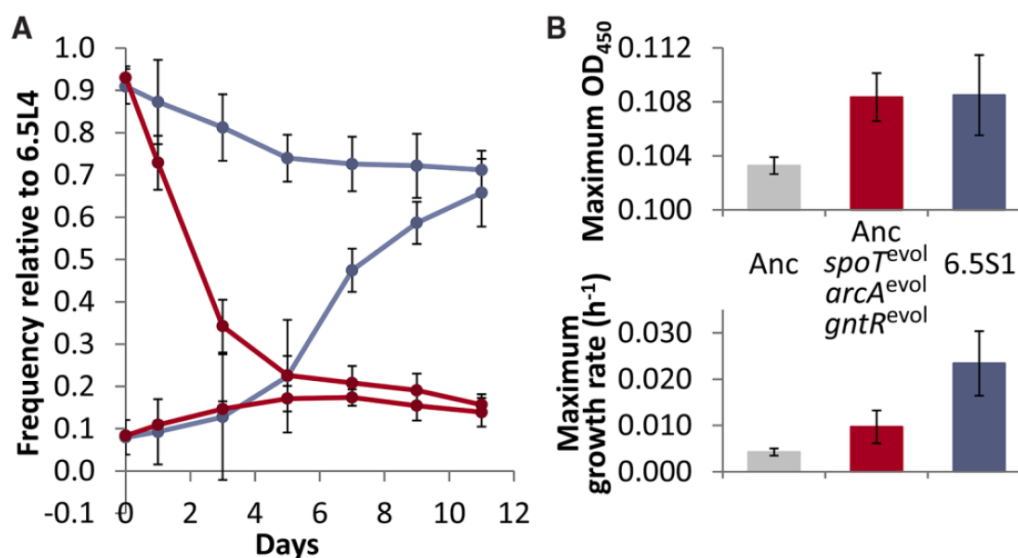 A
Frequency relative to 6.5L4
1.0
0.9
0.8
0.7
0.6
0.5
0.4
0.3
0.2
0.1
0.0
-0.1
0 2 4 6 8 10 12
Days
B
Maximum OD450
0.112
0.108
0.104
0.100
Anc
Anc
spoTevol
arcAevol
gntRevol
6.5S1
Maximum
growth rate (h-1)
0.030
0.020
0.010
0.000